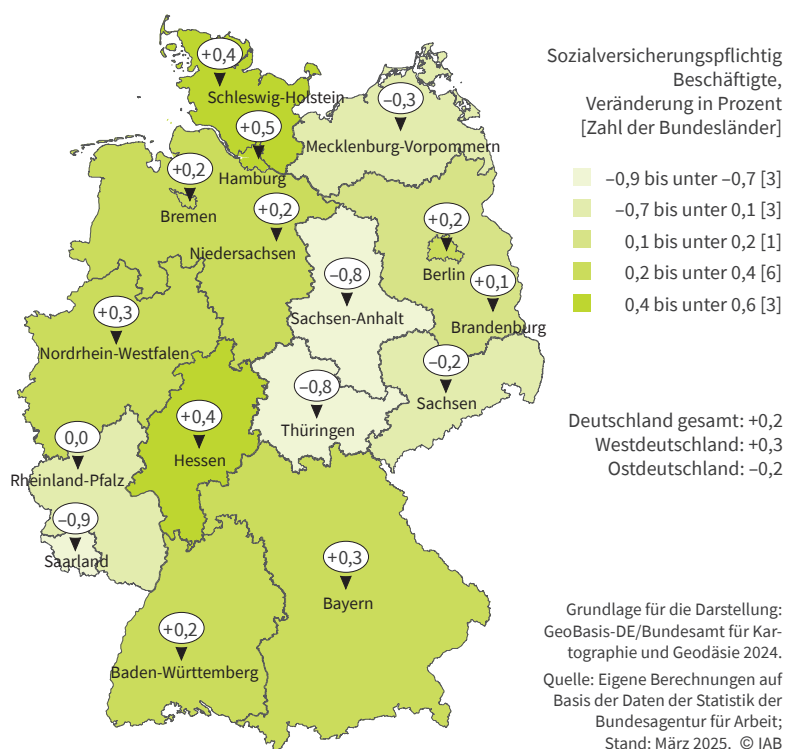 +0,4
Schleswig-Holstein
+0,5
Hamburg
–0,3
Mecklenburg-Vorpommern
+0,2
Bremen
+0,2
Niedersachsen
+0,2
Berlin
+0,1
Brandenburg
–0,8
Sachsen-Anhalt
+0,3
Nordrhein-Westfalen
–0,2
Sachsen
–0,8
Thüringen
+0,4
Hessen
0,0
Rheinland-Pfalz
–0,9
Saarland
+0,3
Bayern
+0,2
Baden-Württemberg
Sozialversicherungspflichtig
Beschäftigte,
Veränderung in Prozent
[Zahl der Bundesländer]
–0,9 bis unter –0,7 [3]
–0,7 bis unter 0,1 [3]
0,1 bis unter 0,2 [1]
0,2 bis unter 0,4 [6]
0,4 bis unter 0,6 [3]
Deutschland gesamt: +0,2
Westdeutschland: +0,3
Ostdeutschland: –0,2
Grundlage für die Darstellung:
GeoBasis-DE/Bundesamt für Kar-
tographie und Geodäsie 2024.
Quelle: Eigene Berechnungen auf
Basis der Daten der Statistik der
Bundesagentur für Arbeit;
Stand: März 2025. © IAB